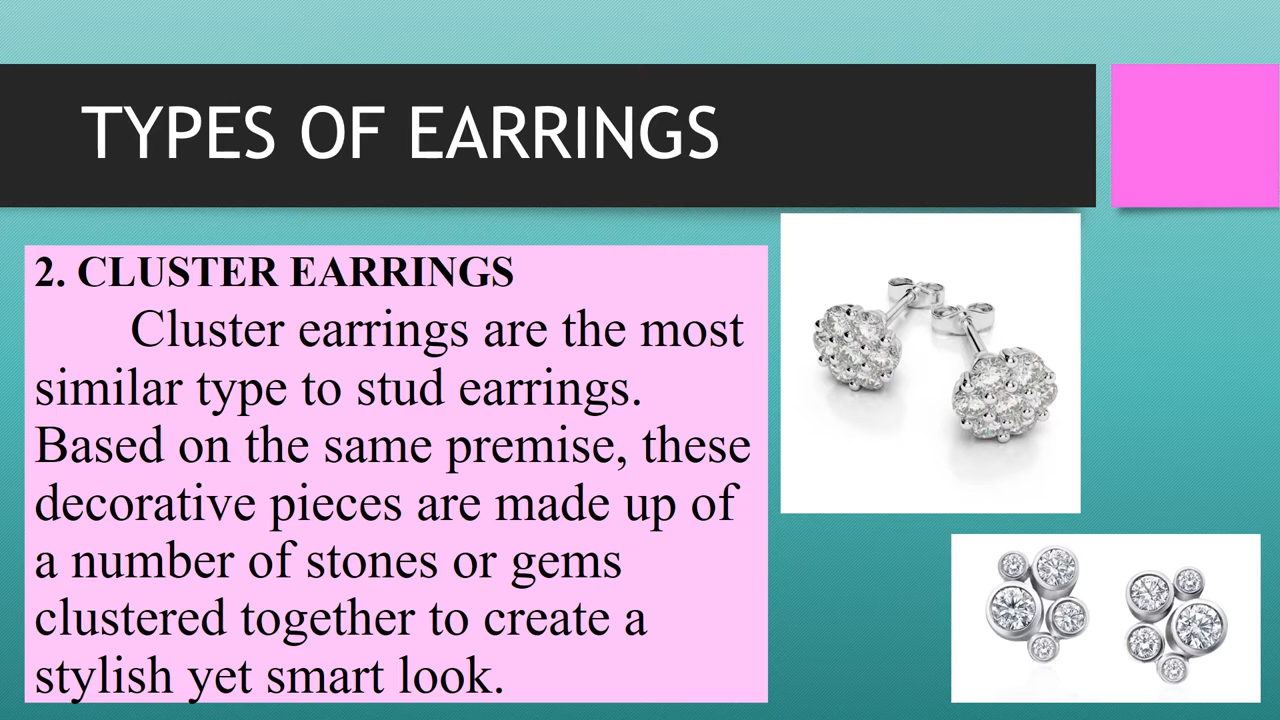 TYPES OF EARRINGS
2. CLUSTER EARRINGS
Cluster earrings are the most
similar type to stud earrings.
Based on the same premise, these
decorative pieces are made up of
a number of stones or gems
clustered together to create a
stylish yet smart look.